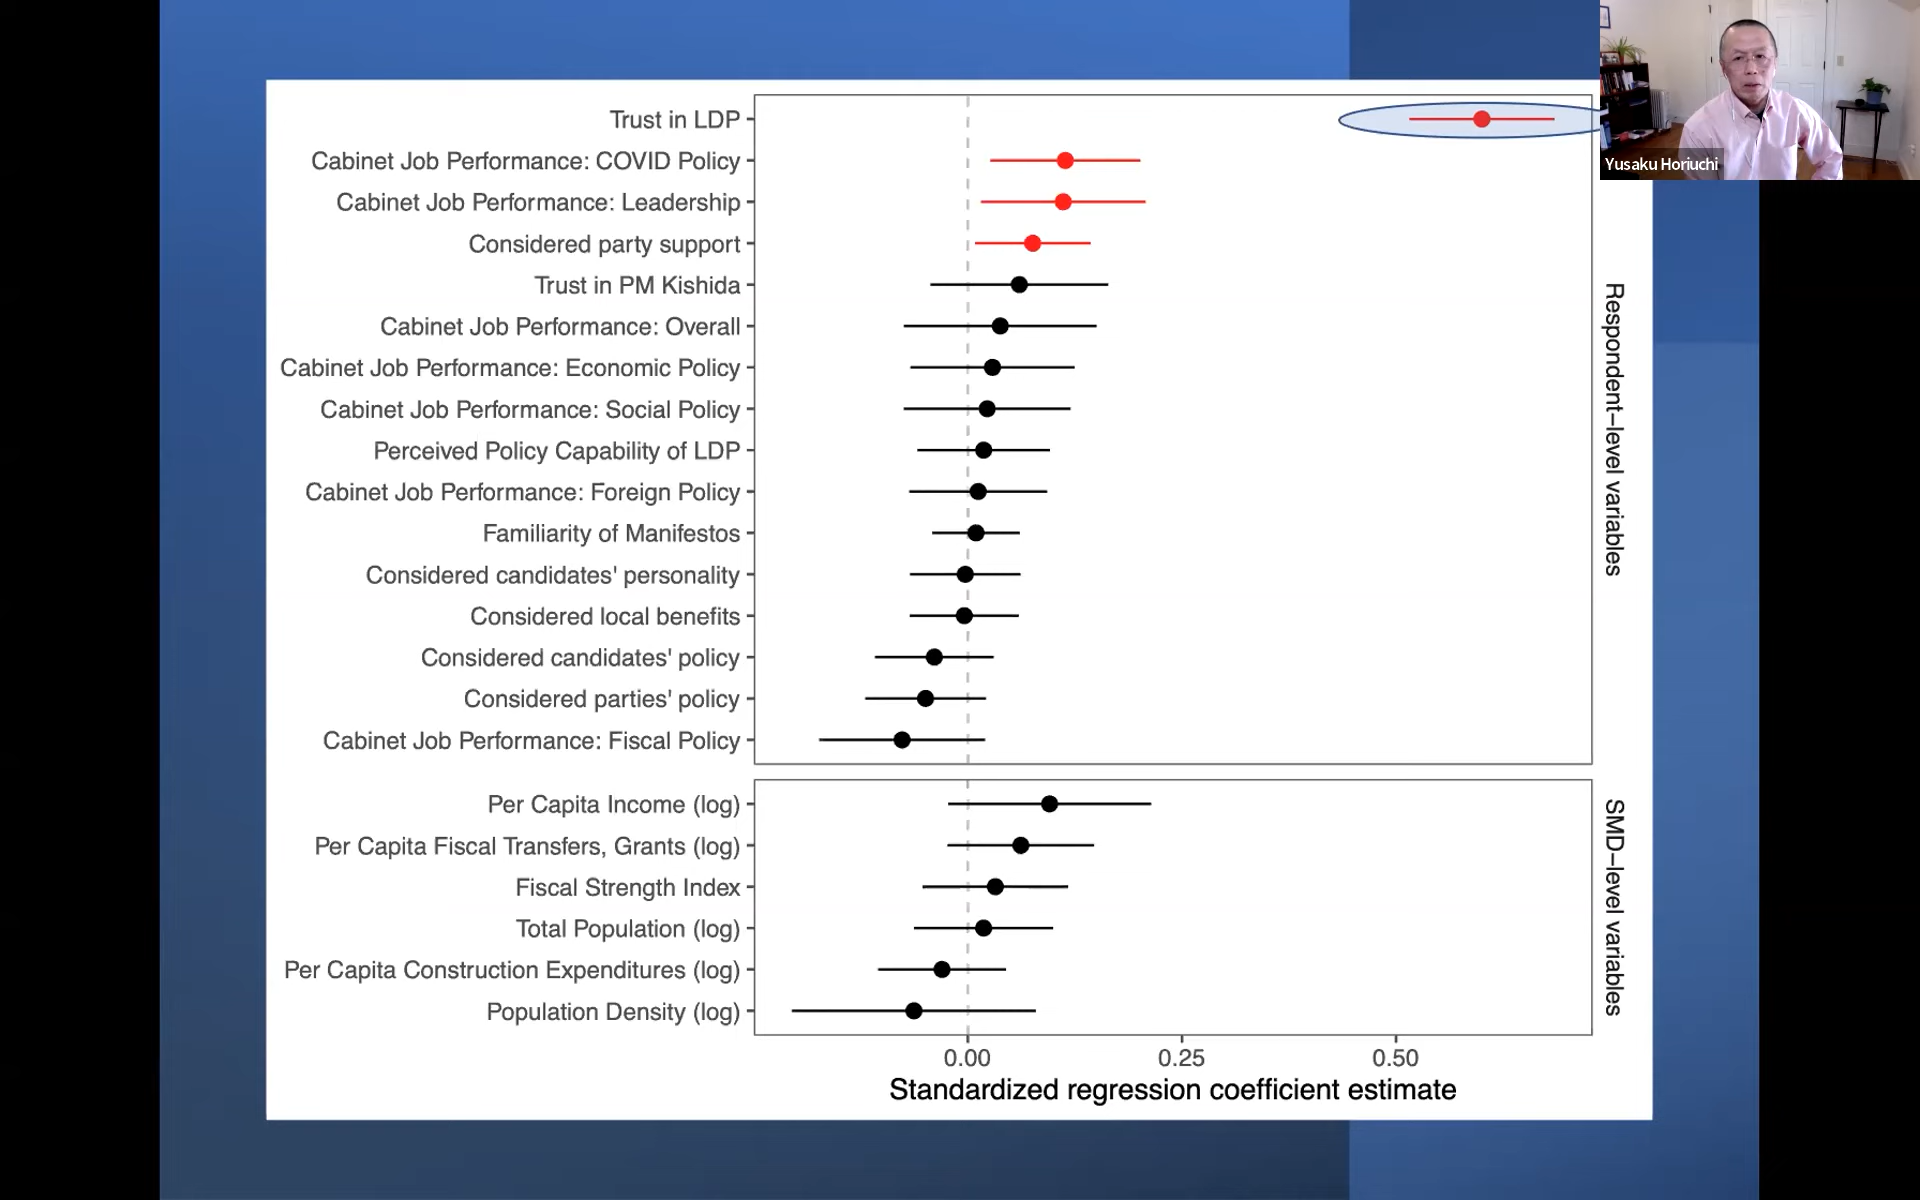 Trust in LDP
Cabinet Job Performance: COVID Policy
Cabinet Job Performance: Leadership
Considered party support
Trust in PM Kishida
Cabinet Job Performance: Overall
Cabinet Job Performance: Economic Policy
Cabinet Job Performance: Social Policy
Perceived Policy Capability of LDP
Cabinet Job Performance: Foreign Policy
Familiarity of Manifestos
Considered candidates' personality
Considered local benefits
Considered candidates' policy
Considered parties' policy
Cabinet Job Performance: Fiscal Policy
Respondent−level variables
Per Capita Income (log)
Per Capita Fiscal Transfers, Grants (log)
Fiscal Strength Index
Total Population (log)
Per Capita Construction Expenditures (log)
Population Density (log)
SMD−level variables
0.00 0.25 0.50
Standardized regression coefficient estimate
Yusaku Horiuchi